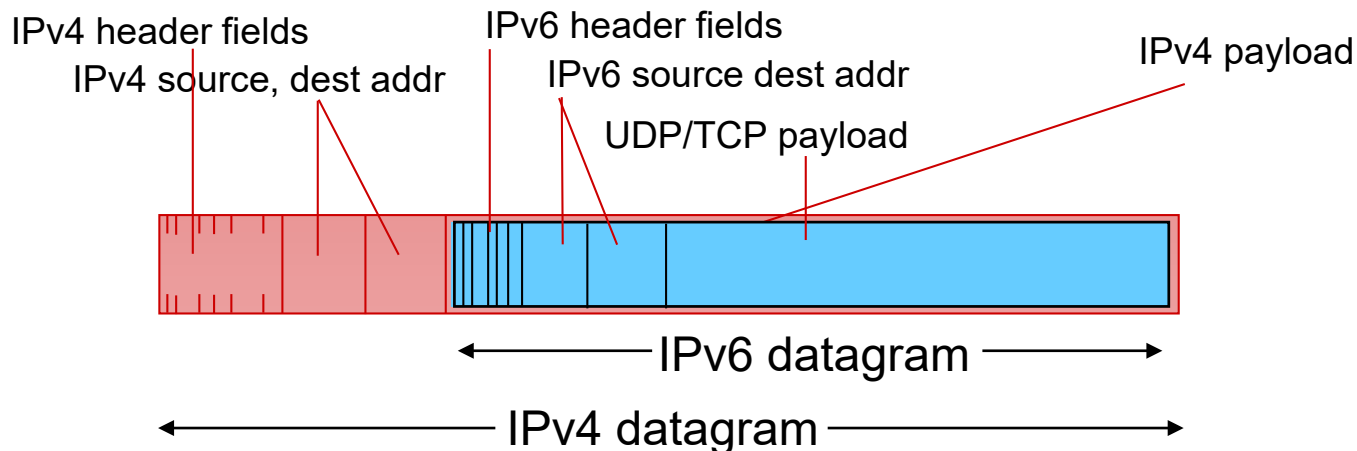 IPv4 header fields
IPv6 header fields
IPv4 payload
IPv4 source, dest addr
IPv6 source dest addr
UDP/TCP payload
IPv6 datagram
IPv4 datagram